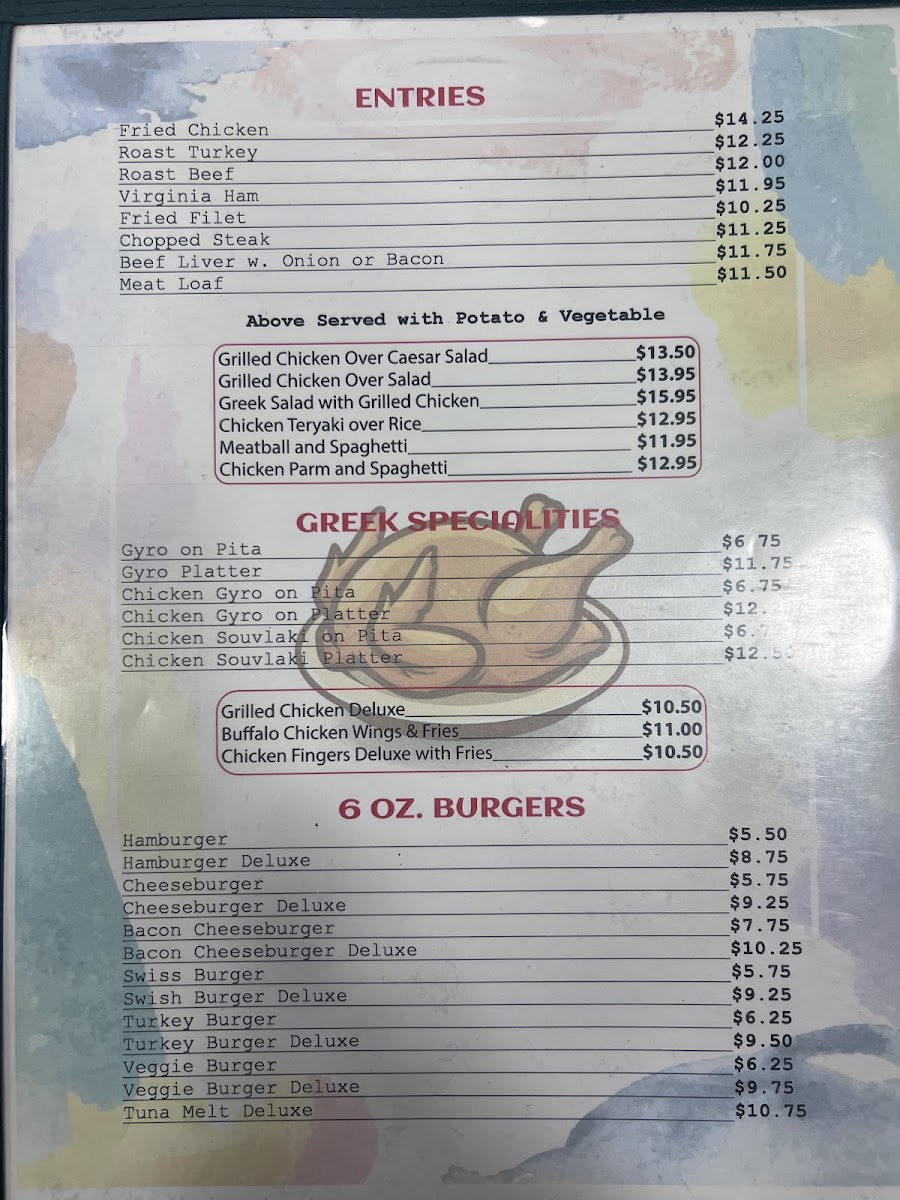 ENTRIES
Fried Chicken $14.25
Roast Turkey $12.25
Roast Beef $12.00
Virginia Ham $11.95
Fried Filet $10.25
Chopped Steak $11.25
Beef Liver w. Onion or Bacon $11.75
Meat Loaf $11.50
Above Served with Potato & Vegetable
Grilled Chicken Over Caesar Salad $13.50
Grilled Chicken Over Salad $13.95
Greek Salad with Grilled Chicken $15.95
Chicken Teryaki over Rice $12.95
Meatball and Spaghetti $11.95
Chicken Parm and Spaghetti $12.95
GREEK SPECIALITIES
Gyro on Pita $6 75
Gyro Platter $11.75
Chicken Gyro on Pita $6.75
Chicken Gyro on Platter $12.
Chicken Souvlaki on Pita
Chicken Souvlaki Platter $12.50
Grilled Chicken Deluxe $10.50
Buffalo Chicken Wings & Fries $11.00
Chicken Fingers Deluxe with Fries $10.50
6 OZ. BURGERS
Hamburger $5.50
Hamburger Deluxe $8.75
Cheeseburger $5.75
Cheeseburger Deluxe $9.25
Bacon Cheeseburger $7.75
Bacon Cheeseburger Deluxe $10.25
Swiss Burger $5.75
Swish Burger Deluxe $9.25
Turkey Burger $6.25
Turkey Burger Deluxe $9.50
Veggie Burger $6.25
Veggie Burger Deluxe $9.75
Tuna Melt Deluxe $10.75